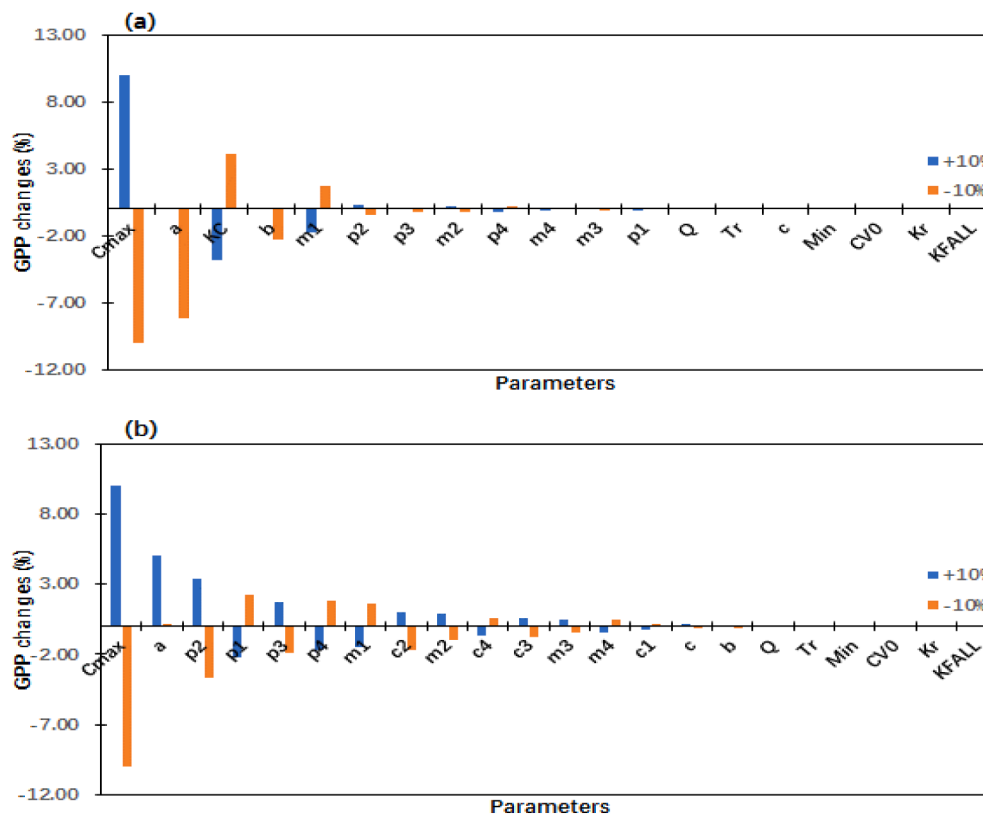 (a)
13.00
8.00
3.00
-2.00
-7.00
-12.00
GPP changes (%)
Cmax a KC b m1 p2 p3 m2 p4 m4 m3 p1 Q Tr c Min CV0 Kr KFALL
+10%
-10%
Parameters
(b)
13.00
8.00
3.00
-2.00
-7.00
-12.00
GPP changes (%)
Cmax a p2 p1 p3 p4 m1 c2 m2 c4 c3 m3 m4 c1 c b Q Tr Min CV0 Kr KFALL
+10%
-10%
Parameters